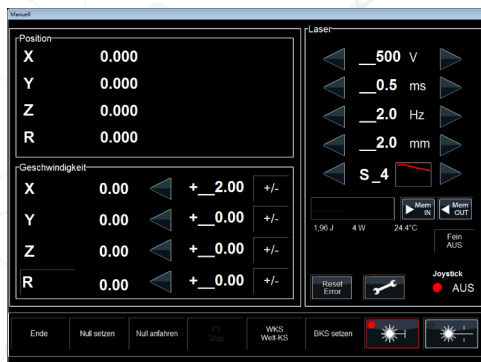 Manuell
Position
X 0.000
Y 0.000
Z 0.000
R 0.000
Geschwindigkeit
X 0.00 +__2.00 +/-
Y 0.00 +__0.00 +/-
Z 0.00 +__0.00 +/-
R 0.00 +__0.00 +/-
Laser
__500 V
__0.5 ms
__2.0 Hz
__2.0 mm
S_4
Mem IN
Mem OUT
1,96 J 4 W 24.4°C
Fein
AUS
Reset
Error
Joystick
AUS
Ende
Null setzen
Null anfahren
F3
Stop
WKS
Welt-KS
BKS setzen